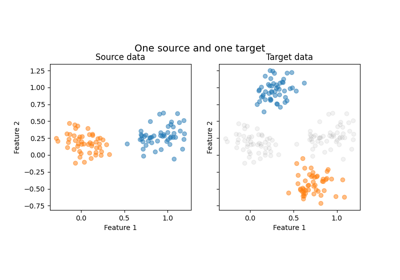 One source and one target
Source data
Target data
1.25
1.00
0.75
0.50
0.25
0.00
−0.25
−0.50
−0.75
Feature 2
0.0
0.5
1.0
Feature 1
Feature 2
0.0
0.5
1.0
Feature 1